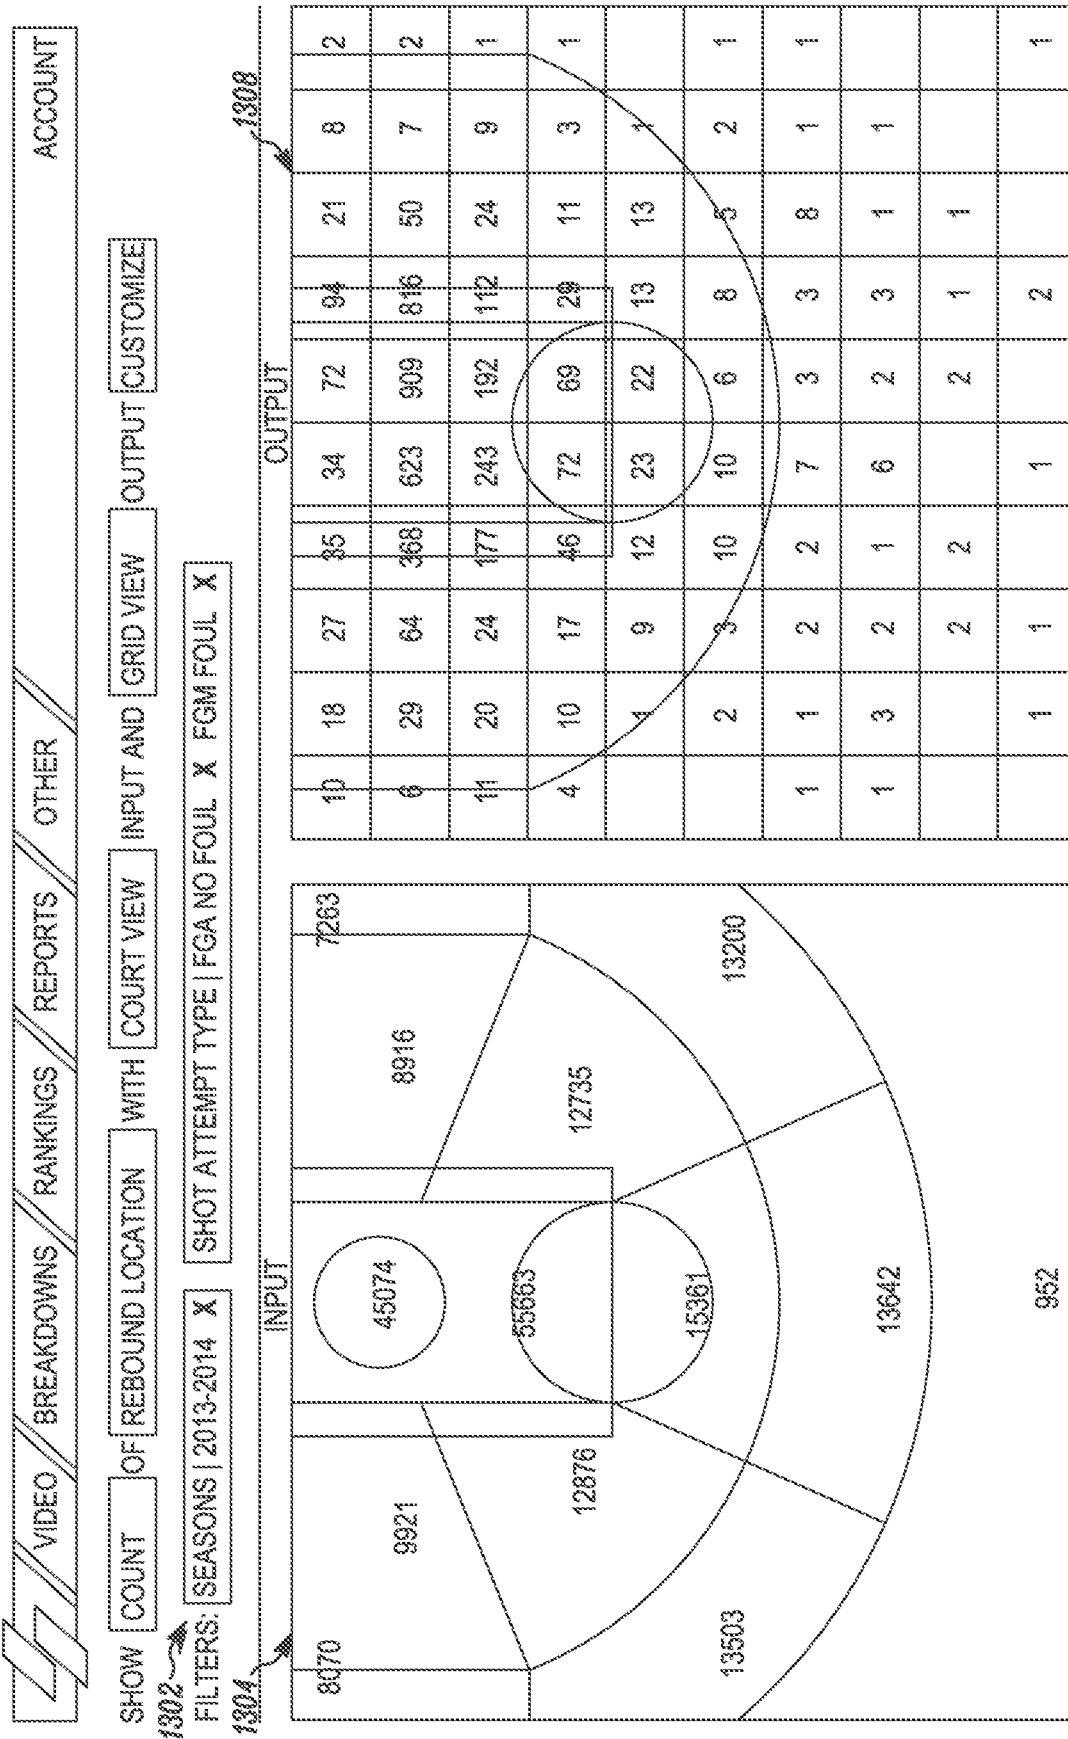 VIDEO BREAKDOWNS RANKINGS REPORTS OTHER ACCOUNT
SHOW COUNT OF REBOUND LOCATION WITH COURT VIEW INPUT AND GRID VIEW OUTPUT CUSTOMIZE
1302
FILTERS: SEASONS | 2013-2014 X SHOT ATTEMPT TYPE | FGA NO FOUL X FGM FOUL X
1304
INPUT
8070 7263
9921 45074 8916
55663
12876 12735
15361
13503 13200
13642
952
OUTPUT
1308
10 18 27 35 34 72 94 21 8 2
6 29 64 368 623 909 816 50 7 2
11 20 24 177 243 192 112 24 9 1
4 10 17 46 72 69 29 11 3 1
1 9 12 23 22 13 13 1
2 3 10 10 6 8 5 2 1
1 1 2 2 7 3 3 8 1 1
1 3 2 1 6 2 3 1 1
2 2 2 1 1
1 1 1 2 1